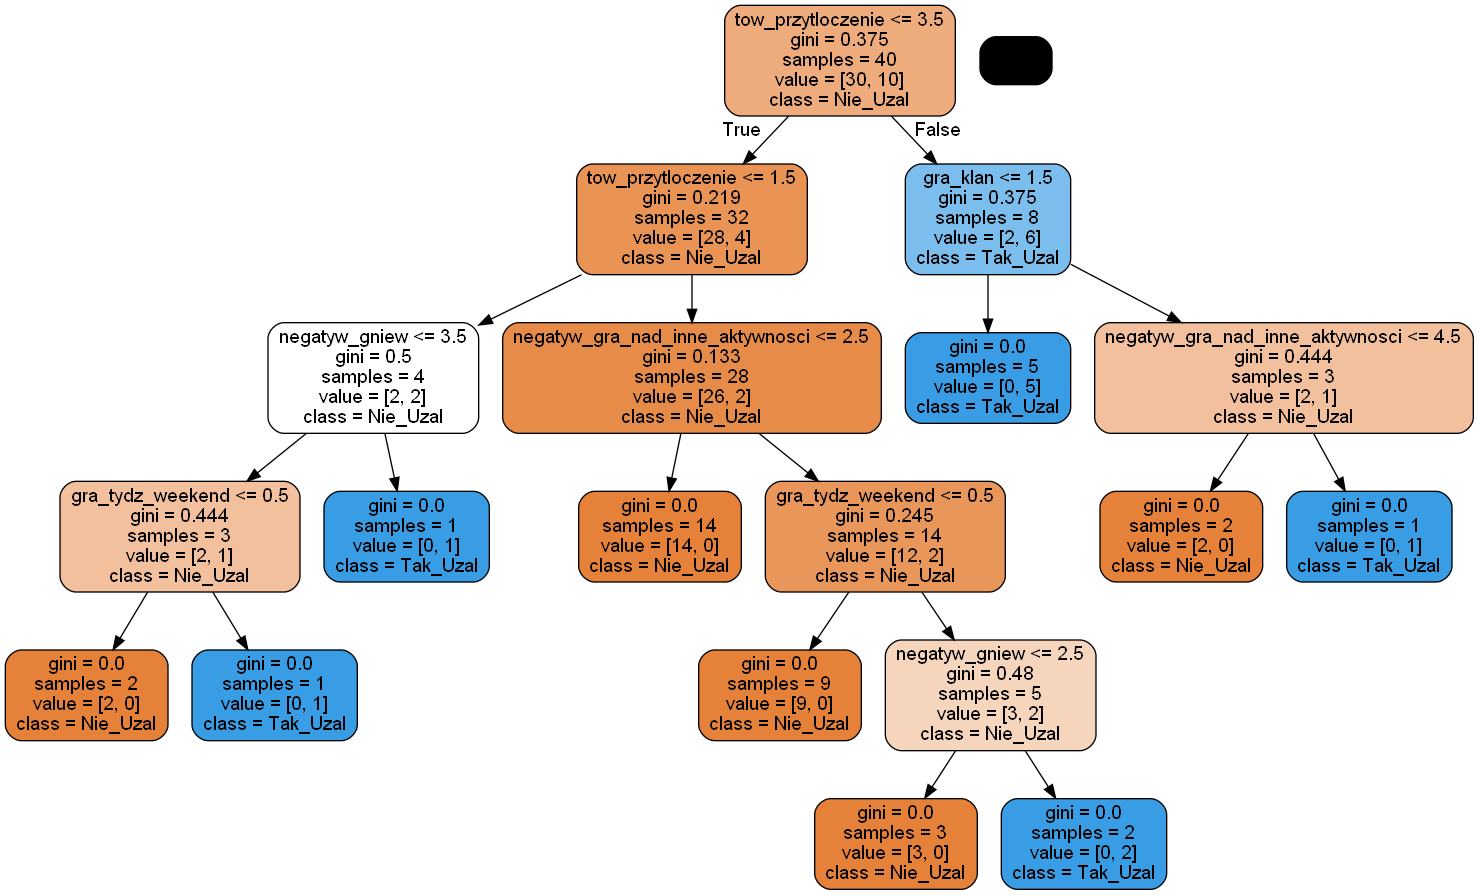 tow_przytloczenie <= 3.5
gini = 0.375
samples = 40
value = [30, 10]
class = Nie_Uzal
True
False
tow_przytloczenie <= 1.5
gini = 0.219
samples = 32
value = [28, 4]
class = Nie_Uzal
gra_klan <= 1.5
gini = 0.375
samples = 8
value = [2, 6]
class = Tak_Uzal
negatyw_gniew <= 3.5
gini = 0.5
samples = 4
value = [2, 2]
class = Nie_Uzal
negatyw_gra_nad_inne_aktywnosci <= 2.5
gini = 0.133
samples = 28
value = [26, 2]
class = Nie_Uzal
gini = 0.0
samples = 5
value = [0, 5]
class = Tak_Uzal
negatyw_gra_nad_inne_aktywnosci <= 4.5
gini = 0.444
samples = 3
value = [2, 1]
class = Nie_Uzal
gra_tydz_weekend <= 0.5
gini = 0.444
samples = 3
value = [2, 1]
class = Nie_Uzal
gini = 0.0
samples = 1
value = [0, 1]
class = Tak_Uzal
gini = 0.0
samples = 14
value = [14, 0]
class = Nie_Uzal
gra_tydz_weekend <= 0.5
gini = 0.245
samples = 14
value = [12, 2]
class = Nie_Uzal
gini = 0.0
samples = 2
value = [2, 0]
class = Nie_Uzal
gini = 0.0
samples = 1
value = [0, 1]
class = Tak_Uzal
gini = 0.0
samples = 2
value = [2, 0]
class = Nie_Uzal
gini = 0.0
samples = 1
value = [0, 1]
class = Tak_Uzal
gini = 0.0
samples = 9
value = [9, 0]
class = Nie_Uzal
negatyw_gniew <= 2.5
gini = 0.48
samples = 5
value = [3, 2]
class = Nie_Uzal
gini = 0.0
samples = 3
value = [3, 0]
class = Nie_Uzal
gini = 0.0
samples = 2
value = [0, 2]
class = Tak_Uzal